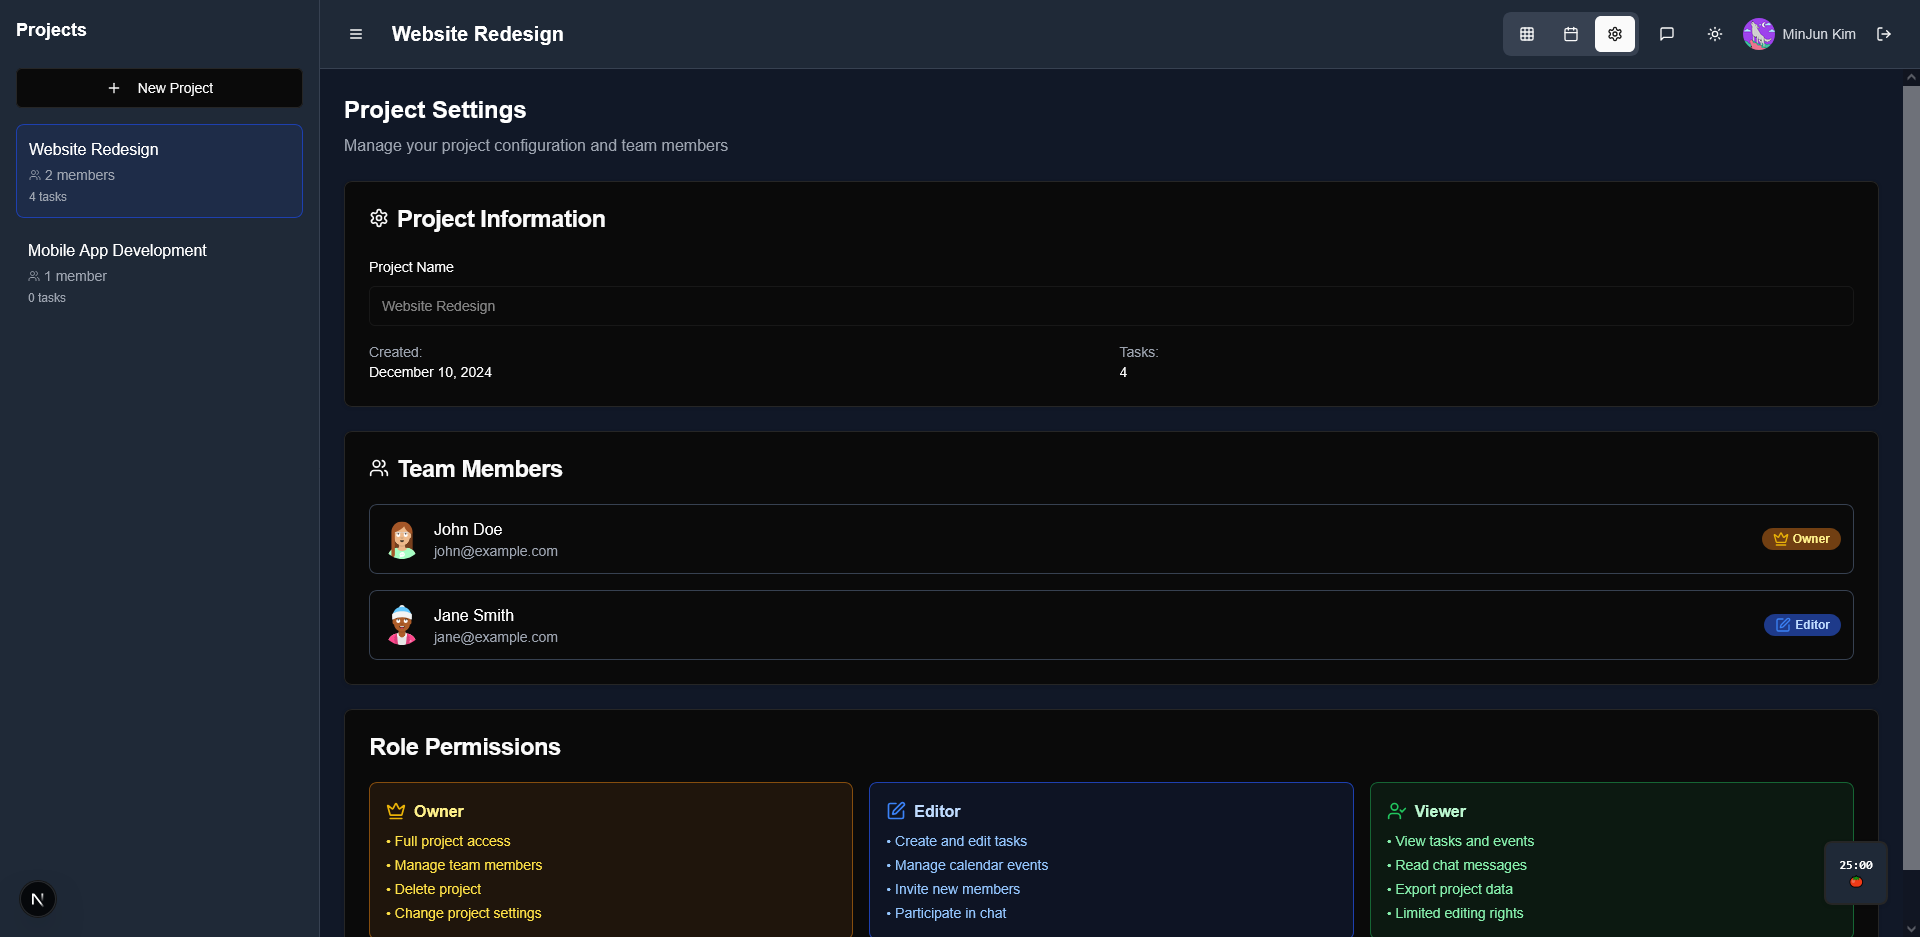 Projects
New Project
Website Redesign
2 members
4 tasks
Mobile App Development
1 member
0 tasks
Website Redesign
MinJun Kim
Project Settings
Manage your project configuration and team members
Project Information
Project Name
Website Redesign
Created:
December 10, 2024
Tasks:
4
Team Members
John Doe
john@example.com
Owner
Jane Smith
jane@example.com
Editor
Role Permissions
Owner
• Full project access
• Manage team members
• Delete project
• Change project settings
Editor
• Create and edit tasks
• Manage calendar events
• Invite new members
• Participate in chat
Viewer
• View tasks and events
• Read chat messages
• Export project data
• Limited editing rights
25:00
N